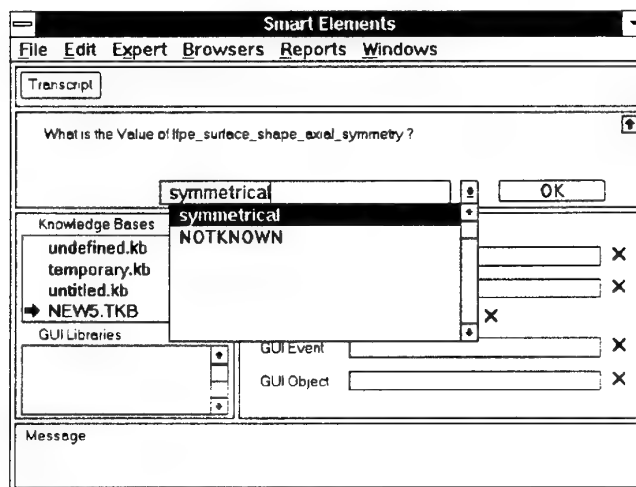 Smart Elements
File Edit Expert Browsers Reports Windows
Transcript
What is the Value of lfpe_surface_shape_axial_symmetry ?
symmetrical
OK
symmetrical
NOTKNOWN
Knowledge Bases
undefined.kb
temporary.kb
untitled.kb
NEW5.TKB
GUI Libraries
GUI Event
GUI Object
Message